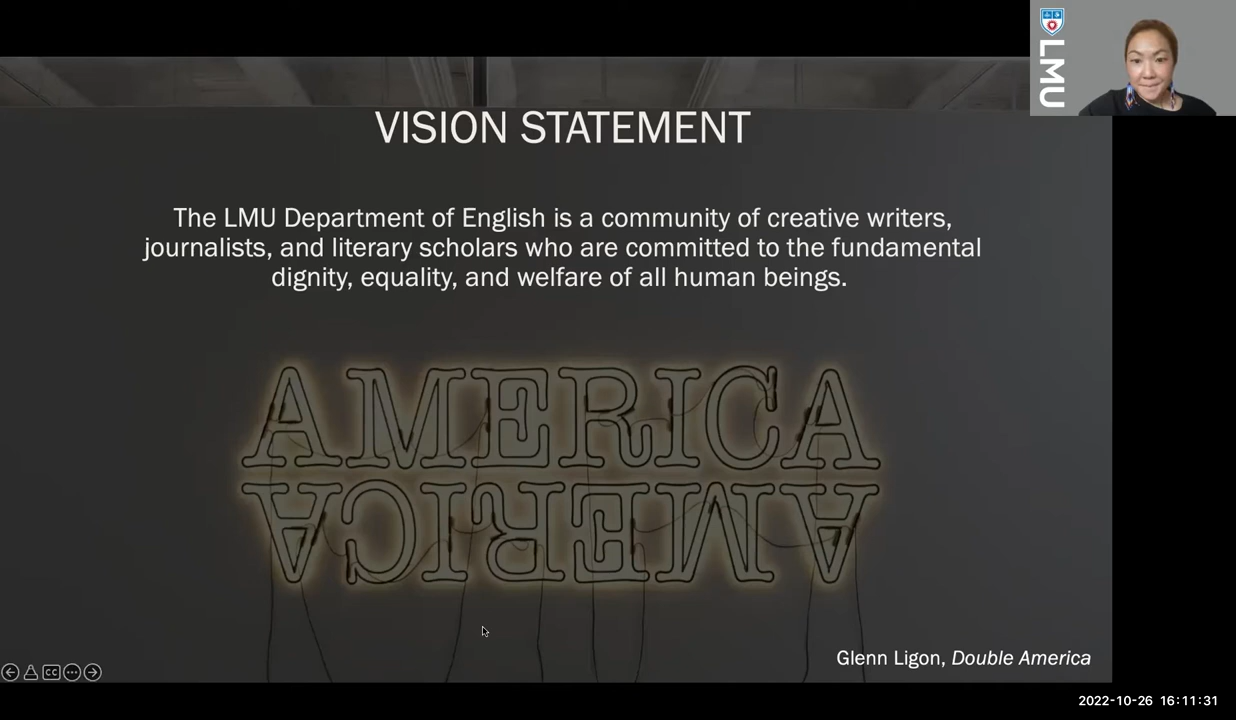 LMU
VISION STATEMENT
The LMU Department of English is a community of creative writers,
journalists, and literary scholars who are committed to the fundamental
dignity, equality, and welfare of all human beings.
AMERICA
AMERICA
Glenn Ligon, Double America
CC
2022-10-26 16:11:31